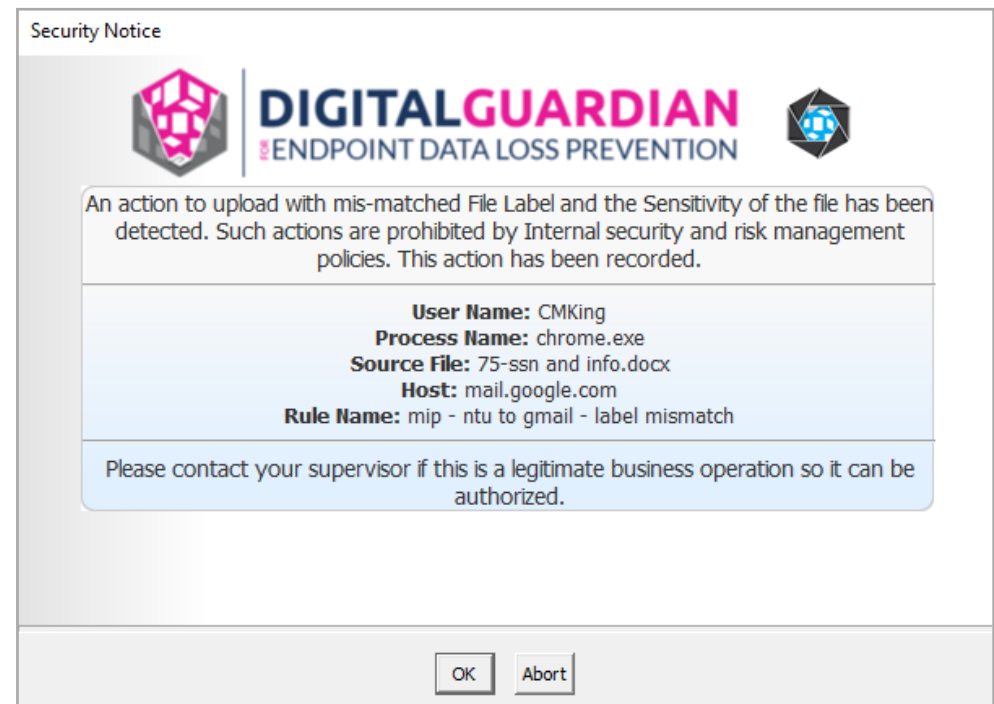 Security Notice
DIGITALGUARDIAN
FOR ENDPOINT DATA LOSS PREVENTION
An action to upload with mis-matched File Label and the Sensitivity of the file has been
detected. Such actions are prohibited by Internal security and risk management
policies. This action has been recorded.
User Name: CMKing
Process Name: chrome.exe
Source File: 75-ssn and info.docx
Host: mail.google.com
Rule Name: mip - ntu to gmail - label mismatch
Please contact your supervisor if this is a legitimate business operation so it can be
authorized.
OK Abort